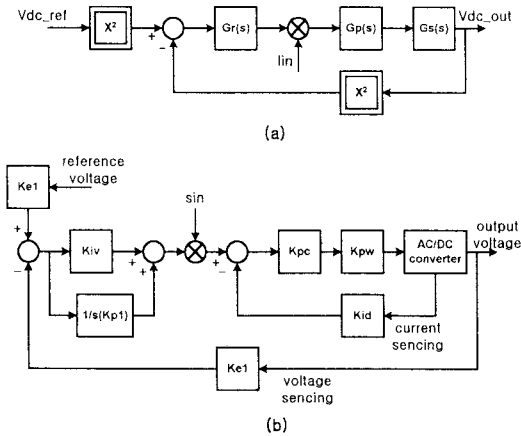 Vdc_ref
X²
+
−
Gr(s)
Iin
Gp(s)
Gs(s)
Vdc_out
X²
(a)
reference
voltage
Ke1
+
−
Kiv
1/s(Kp1)
+
+
sin
+
−
Kpc
Kpw
AC/DC
converter
output
voltage
Kid
current
sencing
Ke1
voltage
sencing
(b)